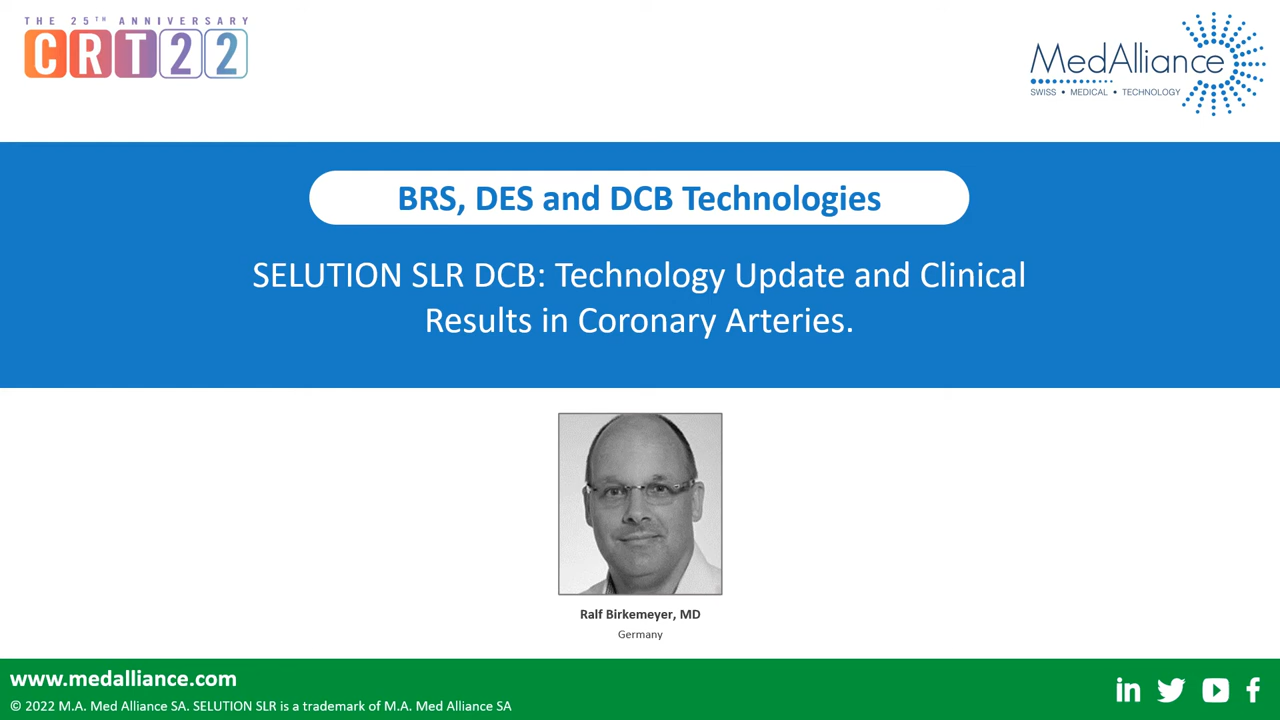 THE 25TH ANNIVERSARY
CRT22
MedAlliance
SWISS • MEDICAL • TECHNOLOGY
BRS, DES and DCB Technologies
SELUTION SLR DCB: Technology Update and Clinical
Results in Coronary Arteries.
Ralf Birkemeyer, MD
Germany
www.medalliance.com
© 2022 M.A. Med Alliance SA. SELUTION SLR is a trademark of M.A. Med Alliance SA